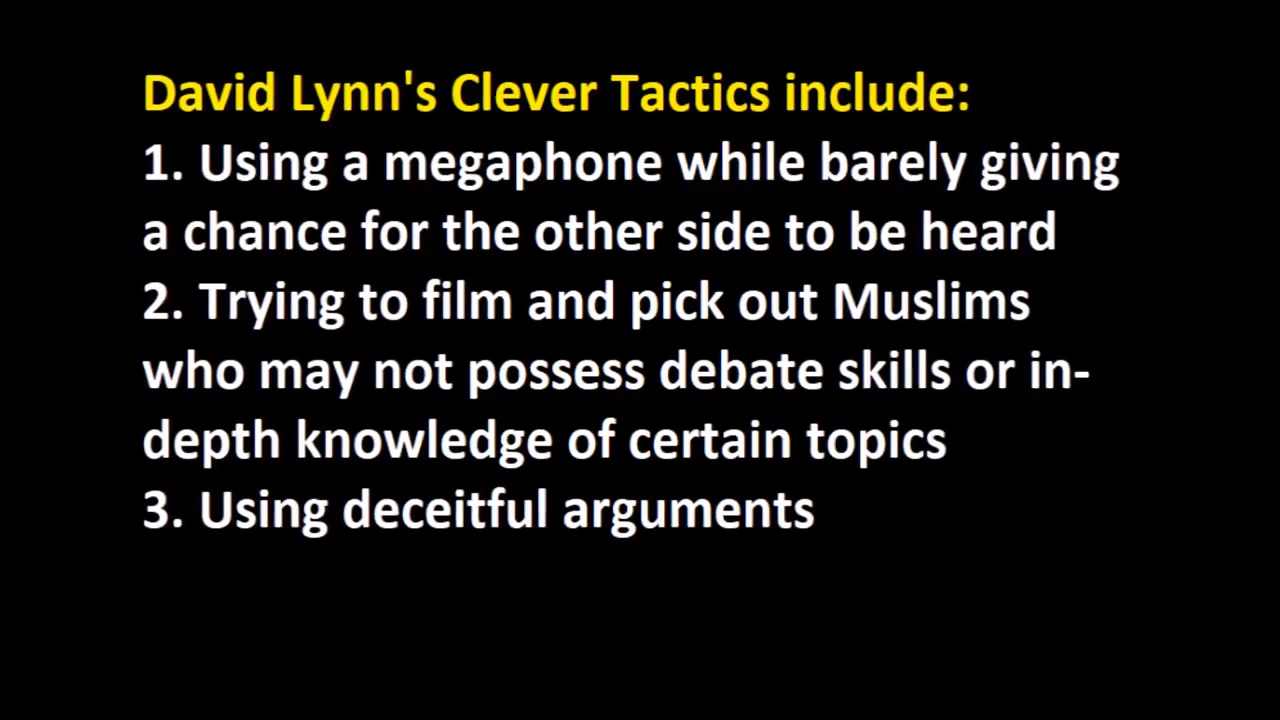 David Lynn's Clever Tactics include:
1. Using a megaphone while barely giving
a chance for the other side to be heard
2. Trying to film and pick out Muslims
who may not possess debate skills or in-
depth knowledge of certain topics
3. Using deceitful arguments